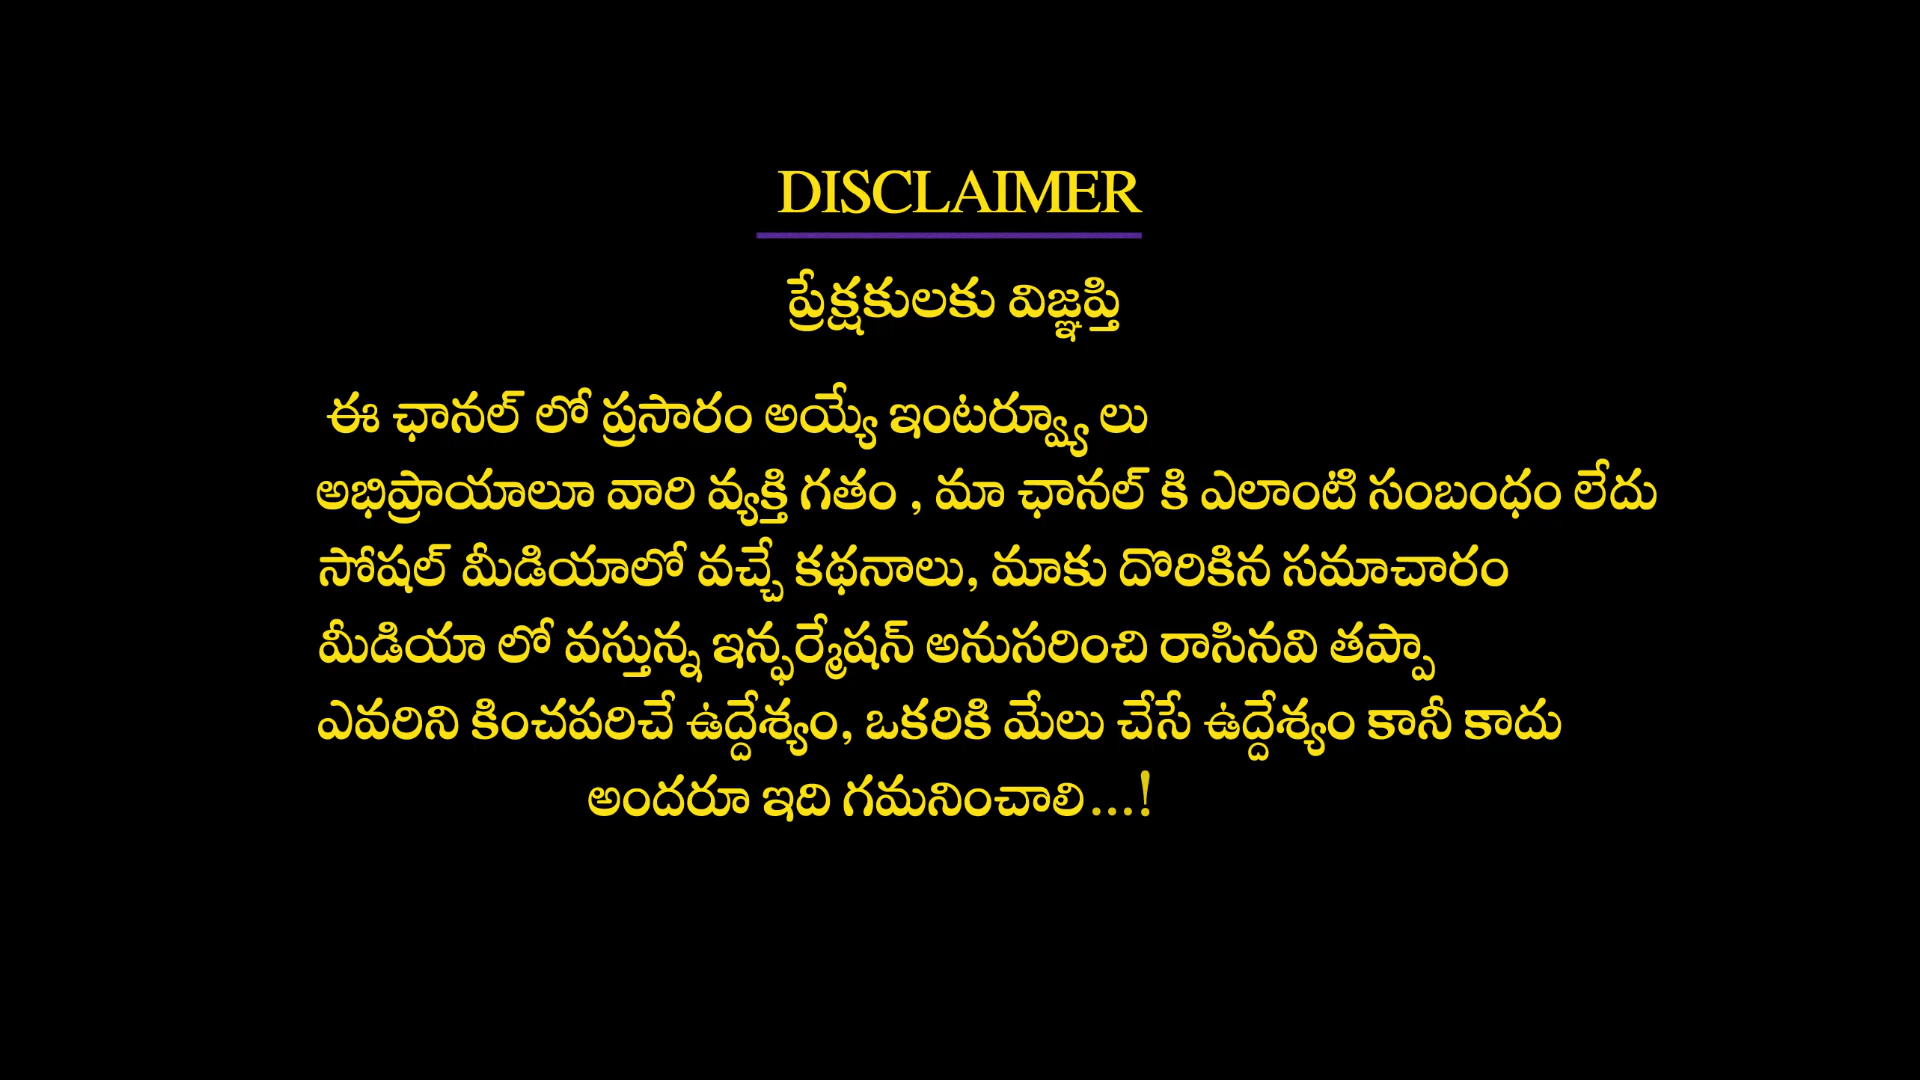 DISCLAIMER
ప్రేక్షకులకు విజ్ఞప్తి
ఈ ఛానల్ లో ప్రసారం అయ్యే ఇంటర్వ్యూ లు
అభిప్రాయాలూ వారి వ్యక్తి గతం , మా ఛానల్ కి ఎలాంటి సంబంధం లేదు
సోషల్ మీడియాలో వచ్చే కథనాలు, మాకు దొరికిన సమాచారం
మీడియా లో వస్తున్న ఇన్ఫర్మేషన్ అనుసరించి రాసినవి తప్పా
ఎవరిని కించపరిచే ఉద్దేశ్యం, ఒకరికి మేలు చేసే ఉద్దేశ్యం కానీ కాదు
అందరూ ఇది గమనించాలి...!